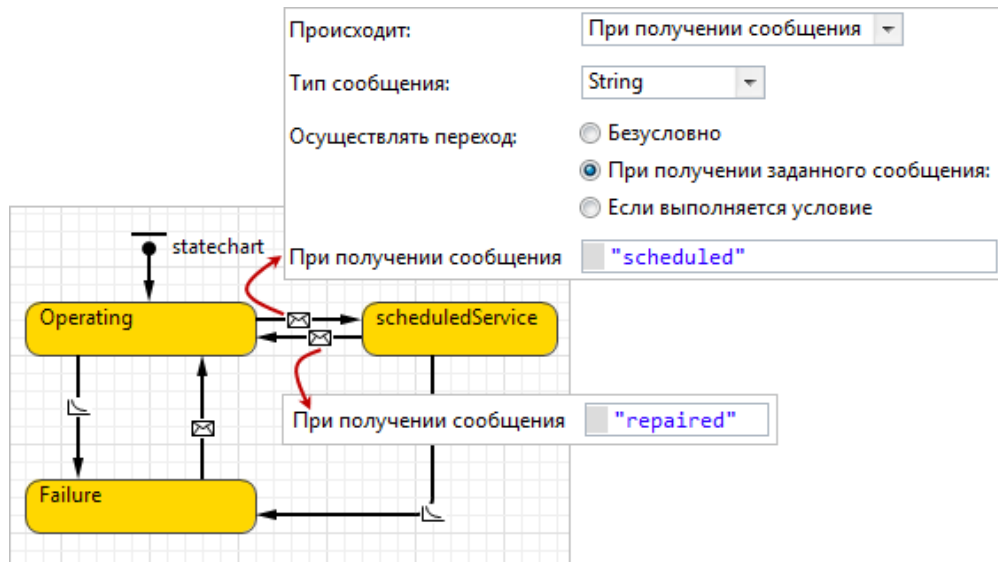 Происходит: При получении сообщения
Тип сообщения: String
Осуществлять переход: Безусловно
При получении заданного сообщения:
Если выполняется условие
При получении сообщения "scheduled"
statechart
Operating
scheduledService
При получении сообщения "repaired"
Failure